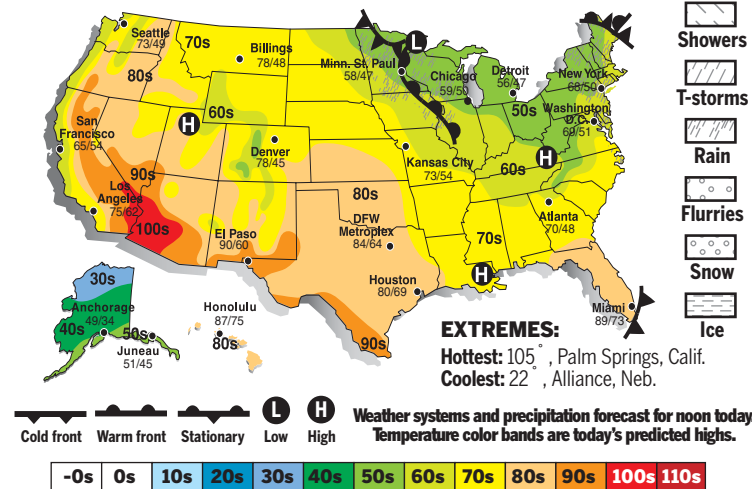 Seattle
73/49
70s
Billings
78/48
80s
60s
H
San
Francisco
65/54
90s
Los
Angeles
75/62
100s
Denver
78/45
El Paso
90/60
L
Minn. St. Paul
58/47
Chicago
59/50
Detroit
56/47
New York
68/50
50s
Washington,
D.C.
69/51
Kansas City
73/54
60s
H
80s
DFW
Metroplex
84/64
70s
Atlanta
70/48
Houston
80/69
H
Miami
89/73
90s
30s
Anchorage
49/34
40s
50s
Juneau
51/45
Honolulu
87/75
80s
Showers
T-storms
Rain
Flurries
Snow
Ice
EXTREMES:
Hottest: 105°, Palm Springs, Calif.
Coolest: 22°, Alliance, Neb.
Cold front
Warm front
Stationary
L
Low
H
High
Weather systems and precipitation forecast for noon today.
Temperature color bands are today's predicted highs.
-0s 0s 10s 20s 30s 40s 50s 60s 70s 80s 90s 100s 110s